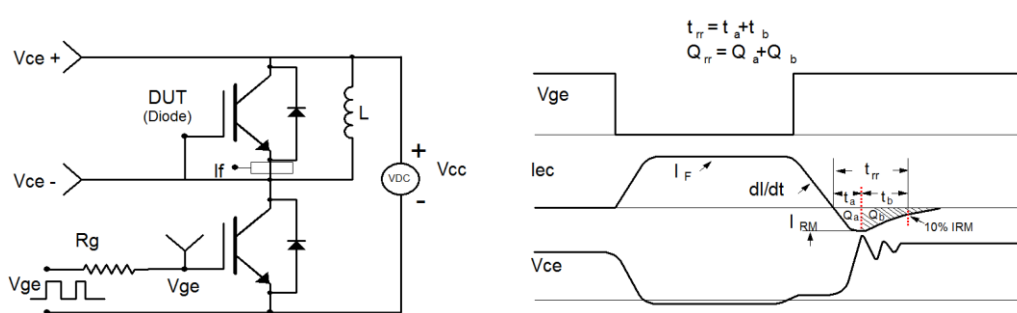 Vce +
DUT
(Diode)
L
If
+
VDC
Vcc
-
Vce -
Rg
Vge
Vge
t rr = t a + t b
Q rr = Q a + Q b
Vge
Iec
I F
dI/dt
t rr
t a
t b
Q a
Q b
I RM
10% IRM
Vce